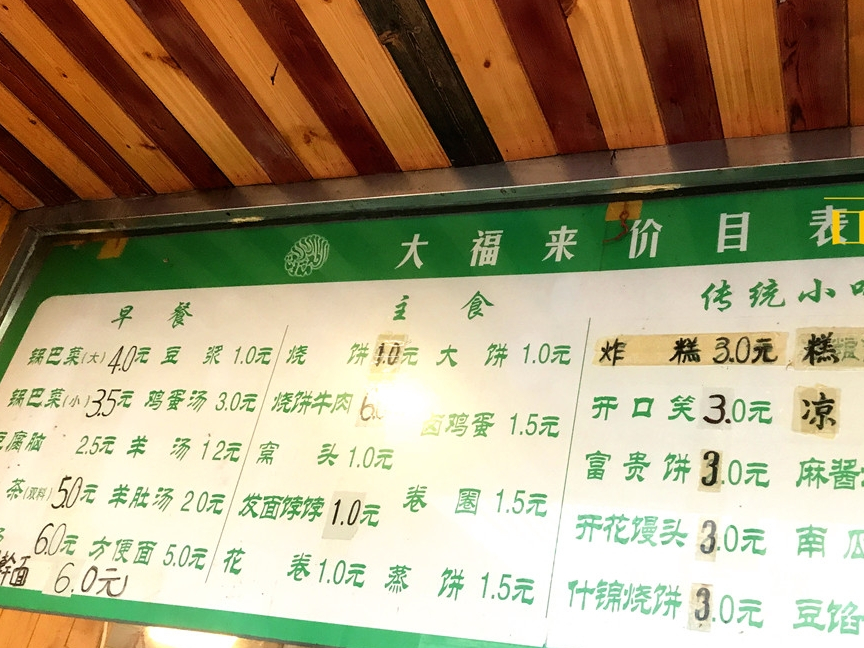 大福来价目表
早餐
锅巴菜(大) 4.0元 豆浆 1.0元
锅巴菜(小) 3.5元 鸡蛋汤 3.0元
豆腐脑 2.5元 羊汤 12元
茶(双料) 5.0元 羊肚汤 20元
6.0元 方便面 5.0元
面 6.0元
主食
烧饼 1.0元 大饼 1.0元
烧饼牛肉 6. 卤鸡蛋 1.5元
窝头 1.0元
发面饽饽 1.0元 卷圈 1.5元
花卷 1.0元 蒸饼 1.5元
传统小吃
炸糕 3.0元 糕
开口笑 3.0元 凉
富贵饼 3.0元 麻酱
开花馒头 3.0元 南瓜
什锦烧饼 3.0元 豆馅